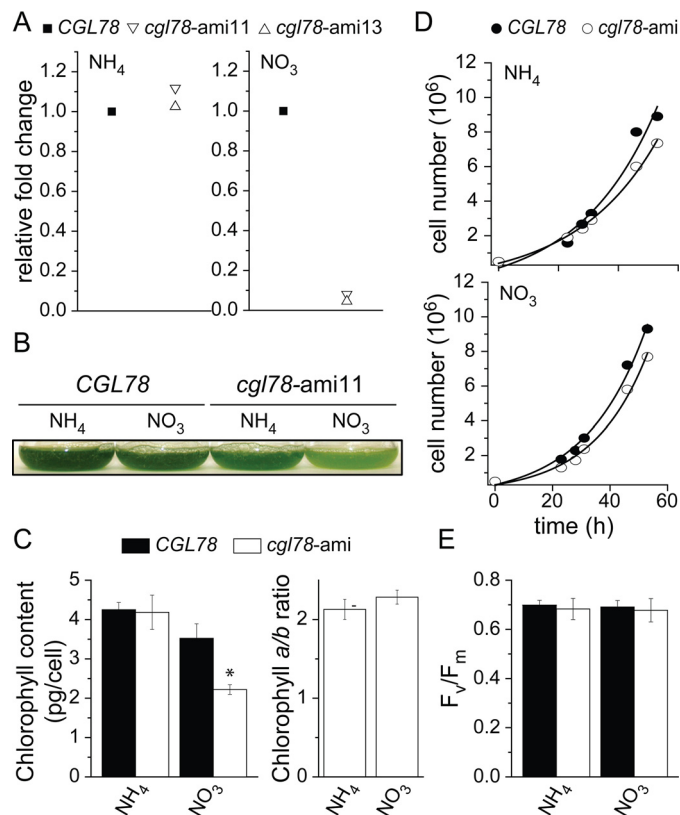 A ■ CGL78 ▽ cgl78-ami11 △ cgl78-ami13
NH4
NO3
relative fold change
1.2
1.0
0.8
0.6
0.4
0.2
0.0
1.2
1.0
0.8
0.6
0.4
0.2
0.0
B
CGL78 cgl78-ami11
NH4 NO3 NH4 NO3
C CGL78 cgl78-ami
Chlorophyll content
(pg/cell)
5
4
3
2
1
0
NH4 NO3
Chlorophyll a/b ratio
2
1
0
NH4 NO3
D ● CGL78 ○ cgl78-ami
NH4
cell number (10⁶)
12
10
8
6
4
2
NO3
cell number (10⁶)
12
10
8
6
4
2
0 20 40 60
time (h)
E
Fv/Fm
0.8
0.6
0.4
0.2
0.0
NH4 NO3